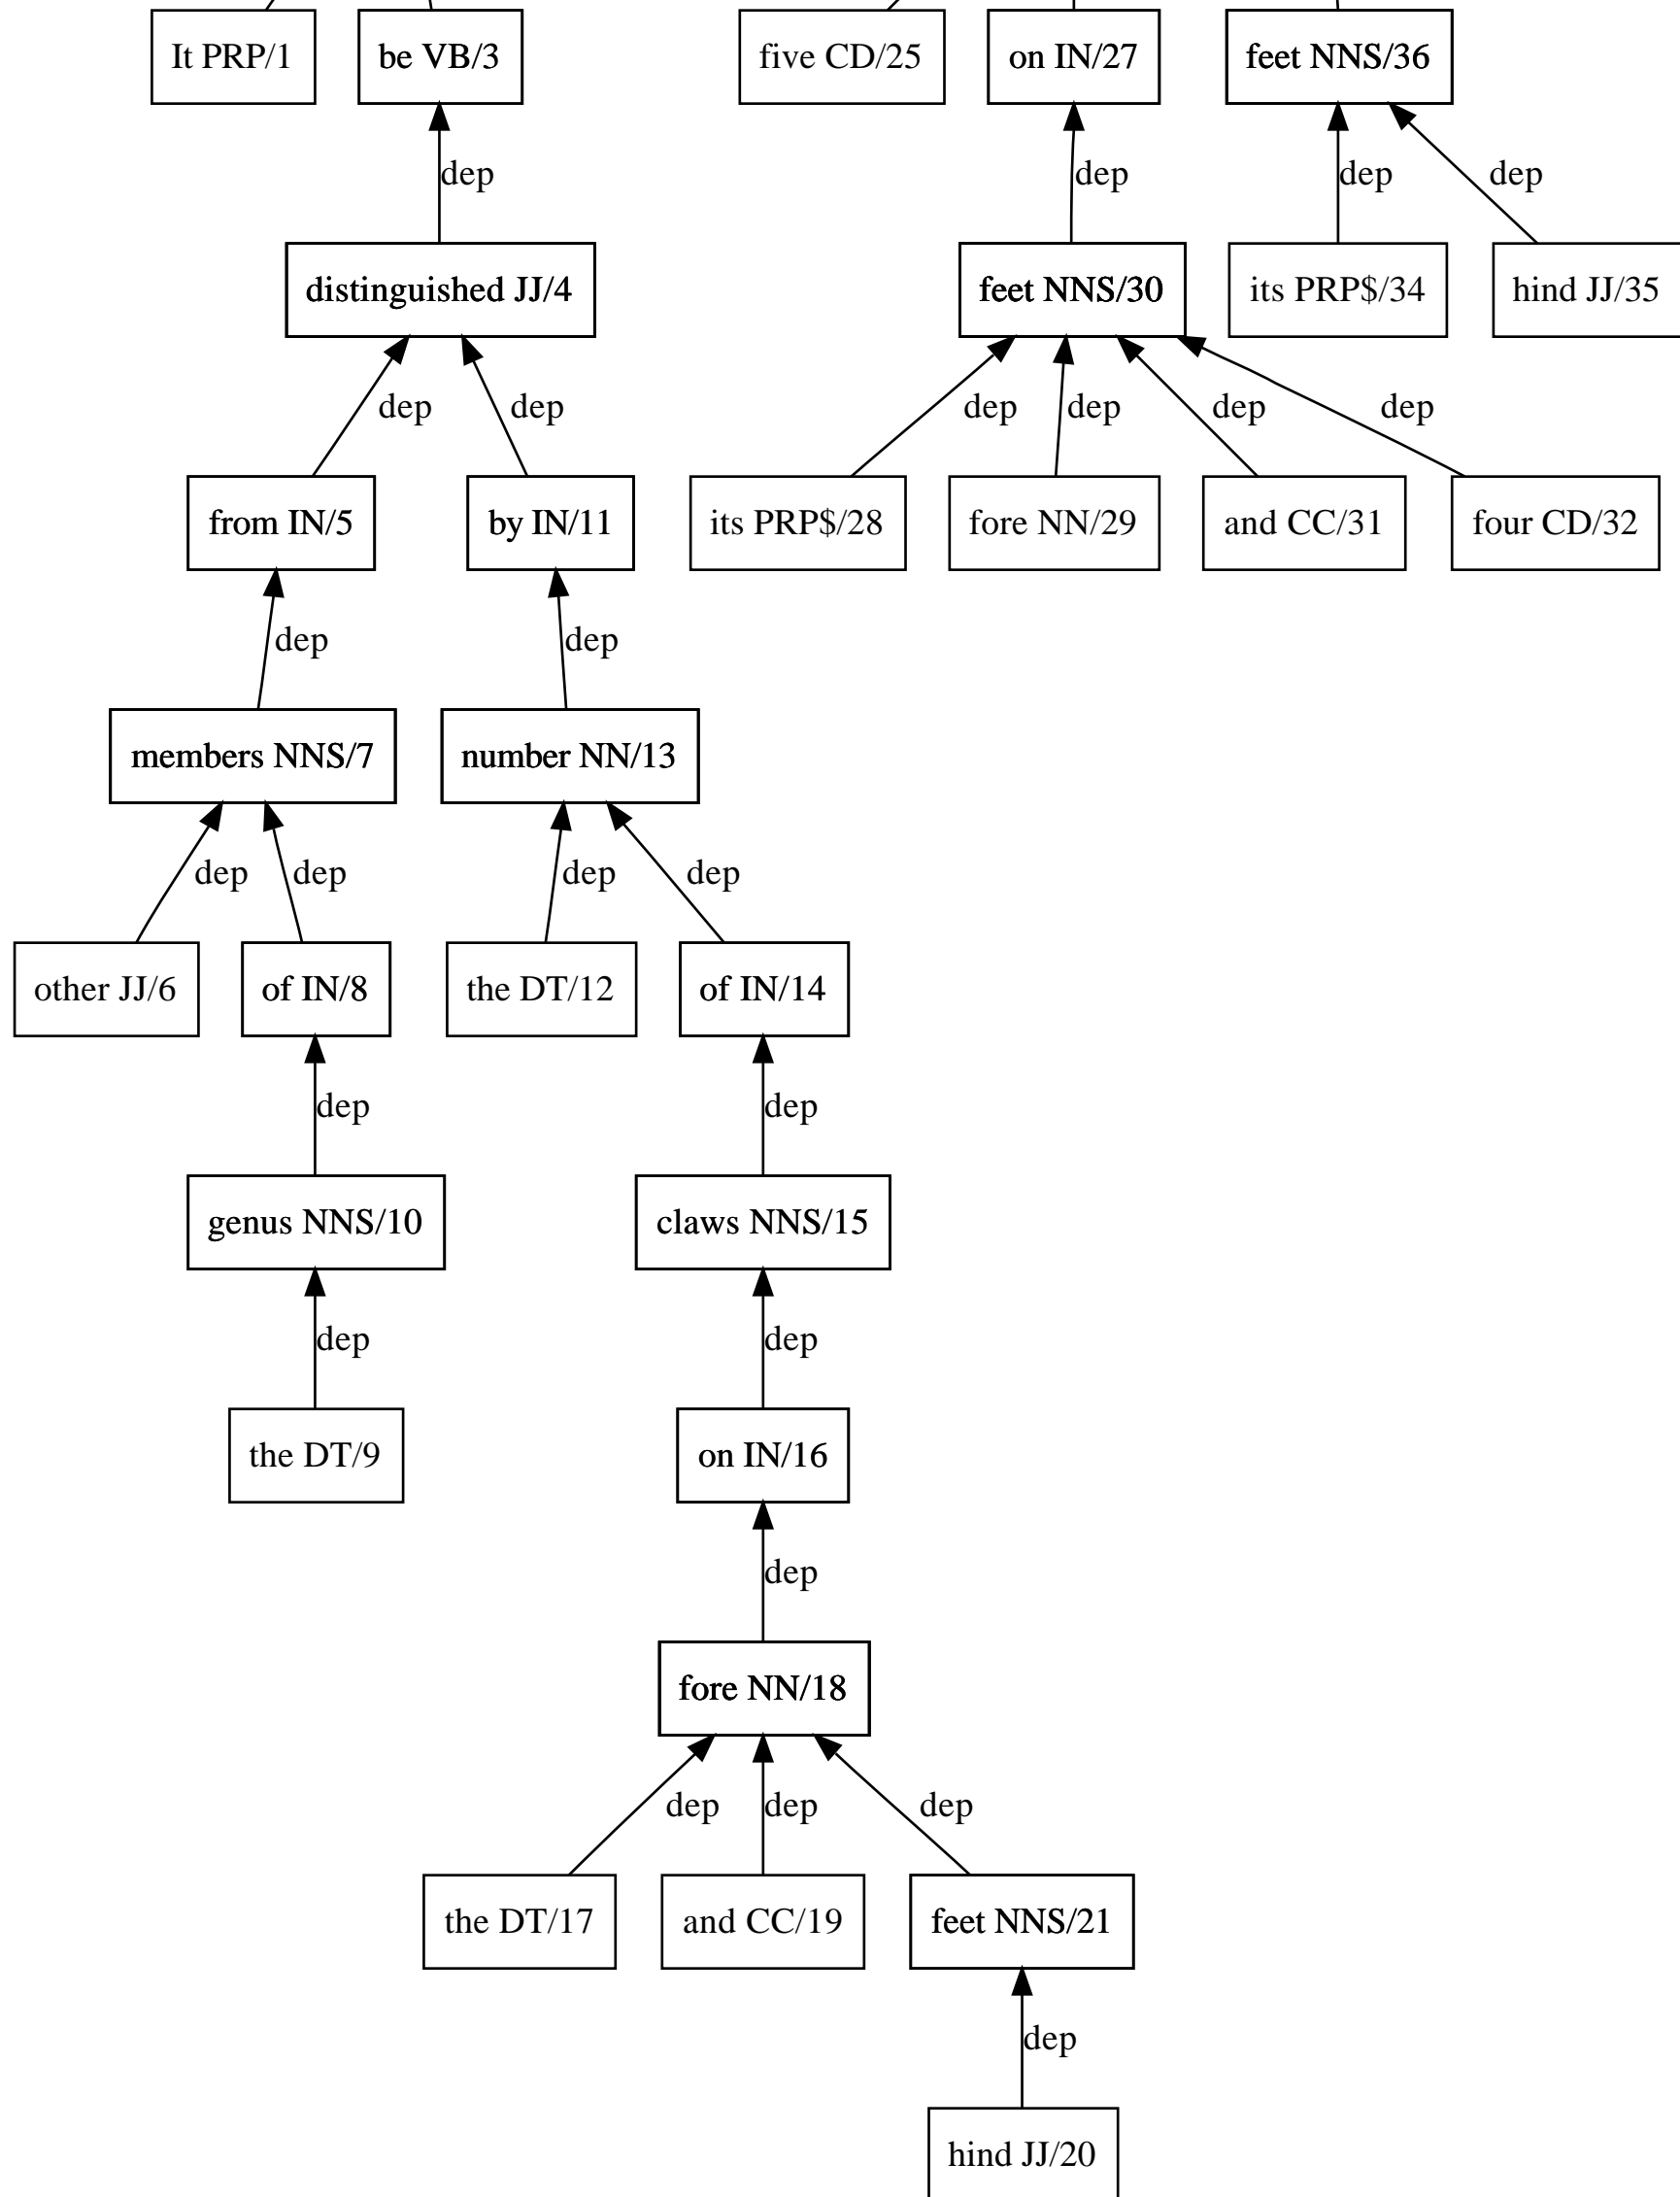 It PRP/1 be VB/3 five CD/25 on IN/27 feet NNS/36
dep dep dep dep
distinguished JJ/4 feet NNS/30 its PRP$/34 hind JJ/35
dep dep dep dep dep dep
from IN/5 by IN/11 its PRP$/28 fore NN/29 and CC/31 four CD/32
dep dep
members NNS/7 number NN/13
dep dep dep dep
other JJ/6 of IN/8 the DT/12 of IN/14
dep dep
genus NNS/10 claws NNS/15
dep dep
the DT/9 on IN/16
dep
fore NN/18
dep dep dep
the DT/17 and CC/19 feet NNS/21
dep
hind JJ/20